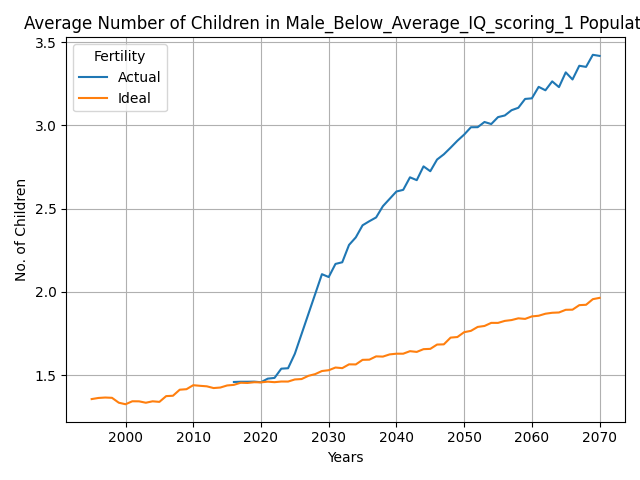 Average Number of Children in Male_Below_Average_IQ_scoring_1 Populat
3.5
3.0
2.5
2.0
1.5
No. of Children
Fertility
Actual
Ideal
2000 2010 2020 2030 2040 2050 2060 2070
Years